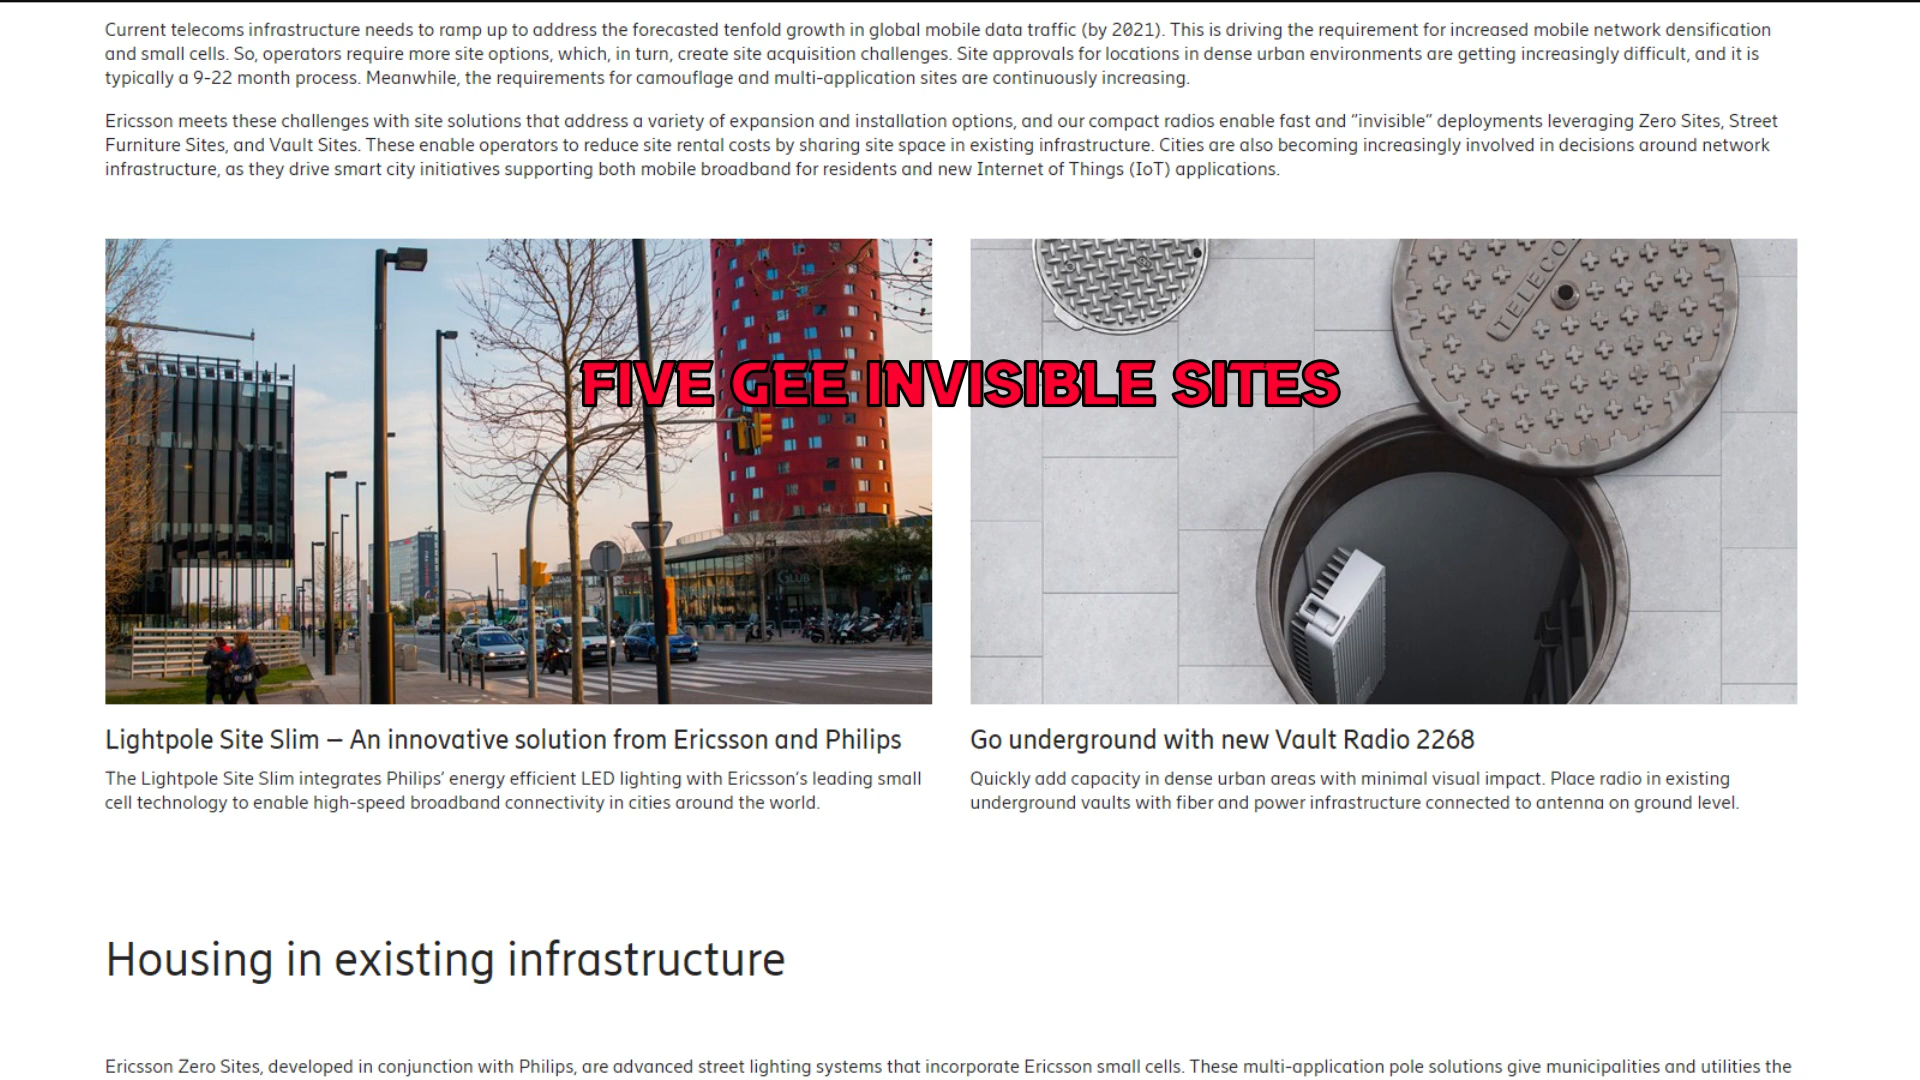 Current telecoms infrastructure needs to ramp up to address the forecasted tenfold growth in global mobile data traffic (by 2021). This is driving the requirement for increased mobile network densification
and small cells. So, operators require more site options, which, in turn, create site acquisition challenges. Site approvals for locations in dense urban environments are getting increasingly difficult, and it is
typically a 9-22 month process. Meanwhile, the requirements for camouflage and multi-application sites are continuously increasing.
Ericsson meets these challenges with site solutions that address a variety of expansion and installation options, and our compact radios enable fast and “invisible” deployments leveraging Zero Sites, Street
Furniture Sites, and Vault Sites. These enable operators to reduce site rental costs by sharing site space in existing infrastructure. Cities are also becoming increasingly involved in decisions around network
infrastructure, as they drive smart city initiatives supporting both mobile broadband for residents and new Internet of Things (IoT) applications.
TELECO
FIVE GEE INVISIBLE SITES
Lightpole Site Slim – An innovative solution from Ericsson and Philips
The Lightpole Site Slim integrates Philips’ energy efficient LED lighting with Ericsson’s leading small
cell technology to enable high-speed broadband connectivity in cities around the world.
Go underground with new Vault Radio 2268
Quickly add capacity in dense urban areas with minimal visual impact. Place radio in existing
underground vaults with fiber and power infrastructure connected to antenna on ground level.
Housing in existing infrastructure
Ericsson Zero Sites, developed in conjunction with Philips, are advanced street lighting systems that incorporate Ericsson small cells. These multi-application pole solutions give municipalities and utilities the